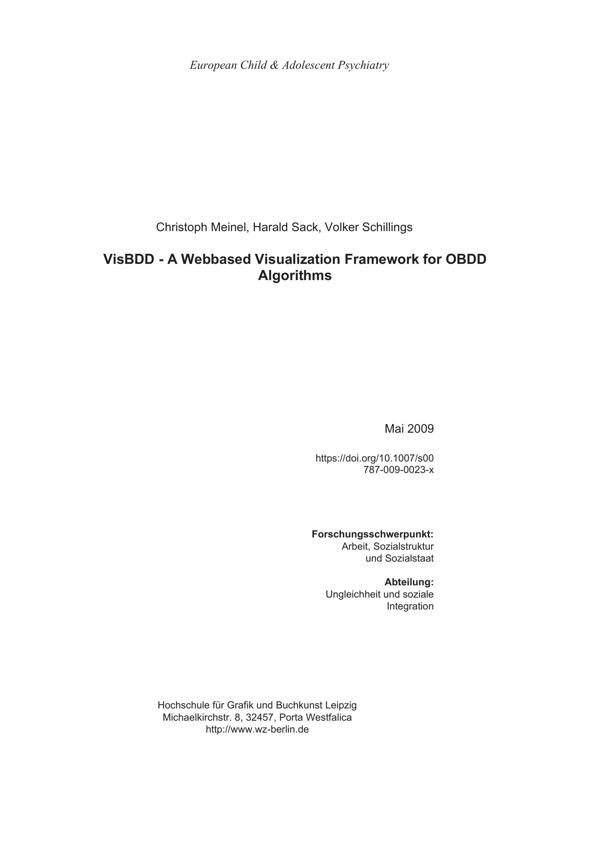 European Child & Adolescent Psychiatry
Christoph Meinel, Harald Sack, Volker Schillings
VisBDD - A Webbased Visualization Framework for OBDD
Algorithms
Mai 2009
https://doi.org/10.1007/s00
787-009-0023-x
Forschungsschwerpunkt:
Arbeit, Sozialstruktur
und Sozialstaat
Abteilung:
Ungleichheit und soziale
Integration
Hochschule für Grafik und Buchkunst Leipzig
Michaelkirchstr. 8, 32457, Porta Westfalica
http://www.wz-berlin.de